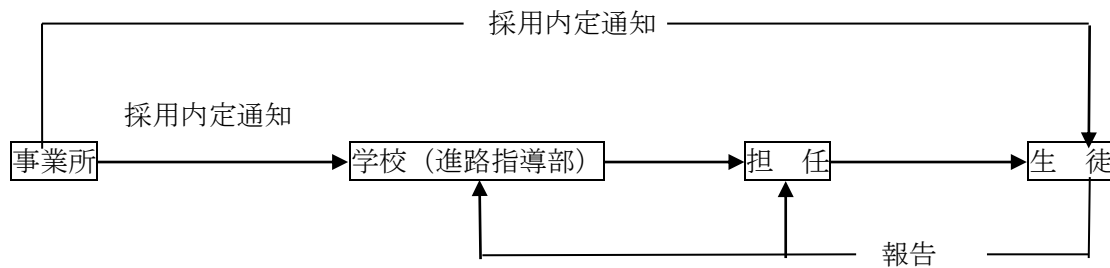 採用内定通知
採用内定通知
事業所
学校（進路指導部）
担　任
生　徒
報告